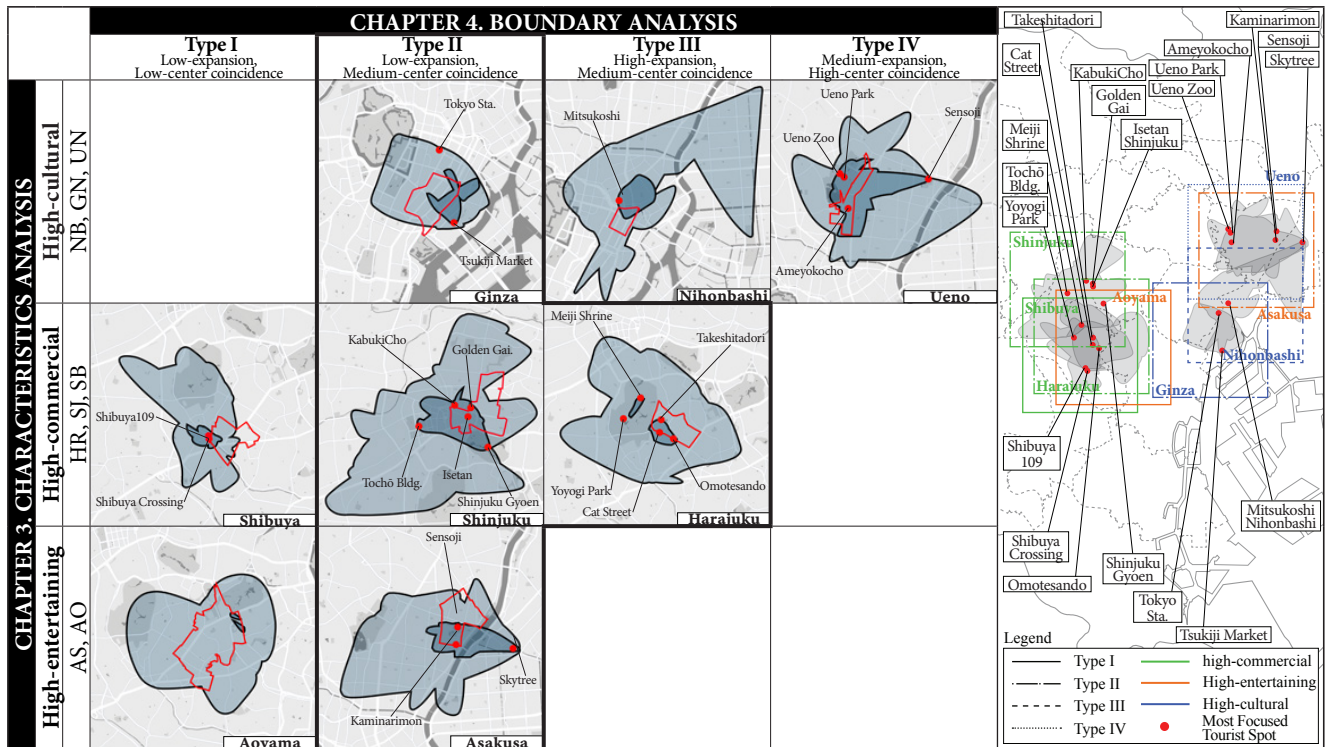 CHAPTER 4. BOUNDARY ANALYSIS
Type I
Low-expansion,
Low-center coincidence
Type II
Low-expansion,
Medium-center coincidence
Type III
High-expansion,
Medium-center coincidence
Type IV
Medium-expansion,
High-center coincidence
CHAPTER 3. CHARACTERISTICS ANALYSIS
High-cultural
NB, GN, UN
Tokyo Sta.
Tsukiji Market
Ginza
Mitsukoshi
Nihonbashi
Ueno Park
Ueno Zoo
Sensoji
Ameyokocho
Ueno
High-commercial
HR, SJ, SB
Shibuya109
Shibuya Crossing
Shibuya
KabukiCho
Golden Gai.
Tochō Bldg.
Isetan
Shinjuku Gyoen
Shinjuku
Meiji Shrine
Takeshitadori
Yoyogi Park
Cat Street
Omotesando
Harajuku
High-entertaining
AS, AO
Aoyama
Sensoji
Skytree
Kaminarimon
Asakusa
Takeshitadori
Cat
Street
KabukiCho
Golden
Gai
Meiji
Shrine
Isetan
Shinjuku
Tochō
Bldg.
Yoyogi
Park
Kaminarimon
Sensoji
Skytree
Ameyokocho
Ueno Park
Ueno Zoo
Ueno
Shinjuku
Aoyama
Shibuya
Asakusa
Nihonbashi
Harajuku
Ginza
Shibuya
109
Mitsukoshi
Nihonbashi
Shibuya
Crossing
Shinjuku
Gyoen
Omotesando
Tokyo
Sta.
Tsukiji Market
Legend
Type I
high-commercial
Type II
High-entertaining
Type III
High-cultural
Type IV
Most Focused
Tourist Spot